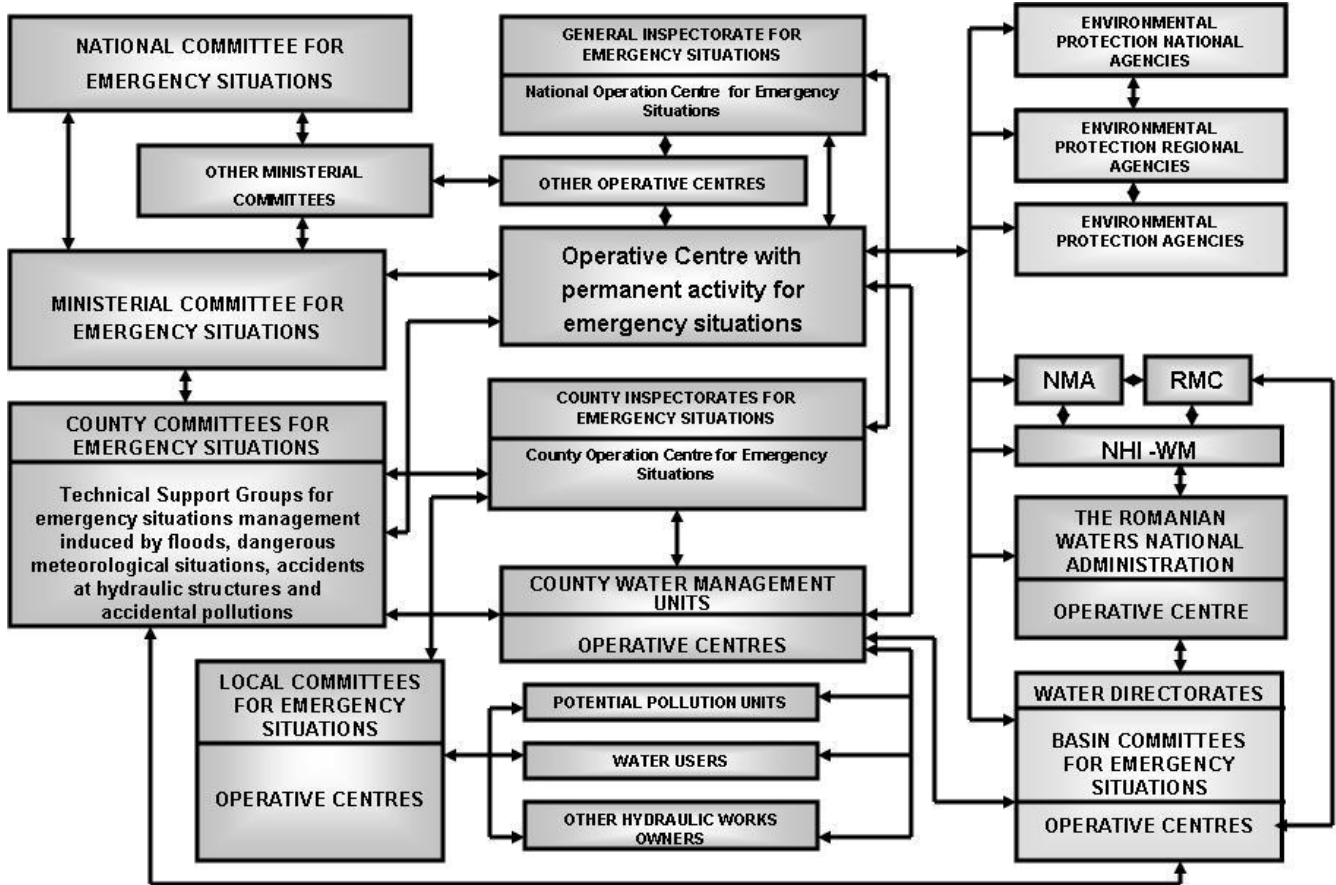 NATIONAL COMMITTEE FOR
EMERGENCY SITUATIONS
GENERAL INSPECTORATE FOR
EMERGENCY SITUATIONS
National Operation Centre for Emergency
Situations
ENVIRONMENTAL
PROTECTION NATIONAL
AGENCIES
OTHER MINISTERIAL
COMMITTEES
OTHER OPERATIVE CENTRES
ENVIRONMENTAL
PROTECTION REGIONAL
AGENCIES
ENVIRONMENTAL
PROTECTION AGENCIES
MINISTERIAL COMMITTEE FOR
EMERGENCY SITUATIONS
Operative Centre with
permanent activity for
emergency situations
COUNTY COMMITTEES FOR
EMERGENCY SITUATIONS
Technical Support Groups for
emergency situations management
induced by floods, dangerous
meteorological situations, accidents
at hydraulic structures and
accidental pollutions
COUNTY INSPECTORATES FOR
EMERGENCY SITUATIONS
County Operation Centre for Emergency
Situations
NMA
RMC
NHI -WM
THE ROMANIAN
WATERS NATIONAL
ADMINISTRATION
OPERATIVE CENTRE
COUNTY WATER MANAGEMENT
UNITS
OPERATIVE CENTRES
LOCAL COMMITTEES
FOR EMERGENCY
SITUATIONS
OPERATIVE CENTRES
POTENTIAL POLLUTION UNITS
WATER USERS
OTHER HYDRAULIC WORKS
OWNERS
WATER DIRECTORATES
BASIN COMMITTEES
FOR EMERGENCY
SITUATIONS
OPERATIVE CENTRES